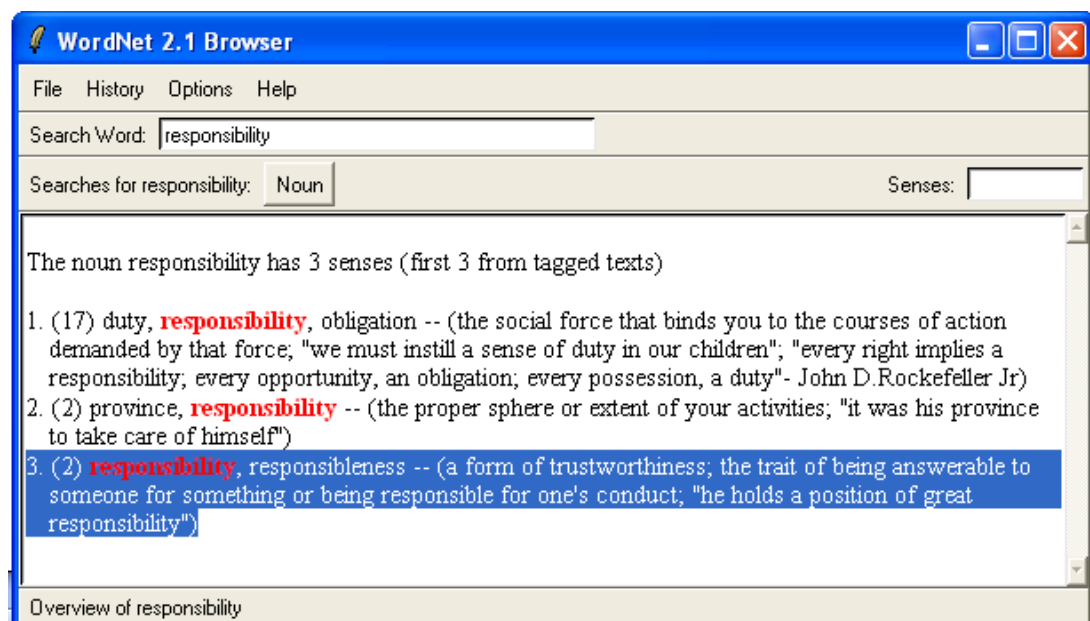 WordNet 2.1 Browser
File History Options Help
Search Word: responsibility
Searches for responsibility: Noun Senses:
The noun responsibility has 3 senses (first 3 from tagged texts)
1. (17) duty, responsibility, obligation -- (the social force that binds you to the courses of action
demanded by that force; "we must instill a sense of duty in our children"; "every right implies a
responsibility; every opportunity, an obligation; every possession, a duty"- John D.Rockefeller Jr)
2. (2) province, responsibility -- (the proper sphere or extent of your activities; "it was his province
to take care of himself")
3. (2) responsibility, responsibleness -- (a form of trustworthiness; the trait of being answerable to
someone for something or being responsible for one's conduct; "he holds a position of great
responsibility")
Overview of responsibility